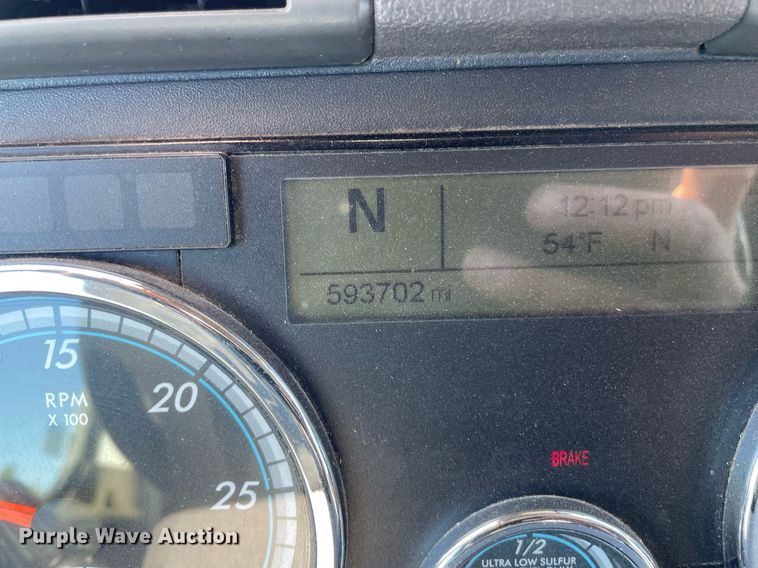 N
12:12 pm
54°F N
593702 mi
15
RPM
X 100
20
25
BRAKE
1/2
ULTRA LOW SULFUR
Purple Wave Auction